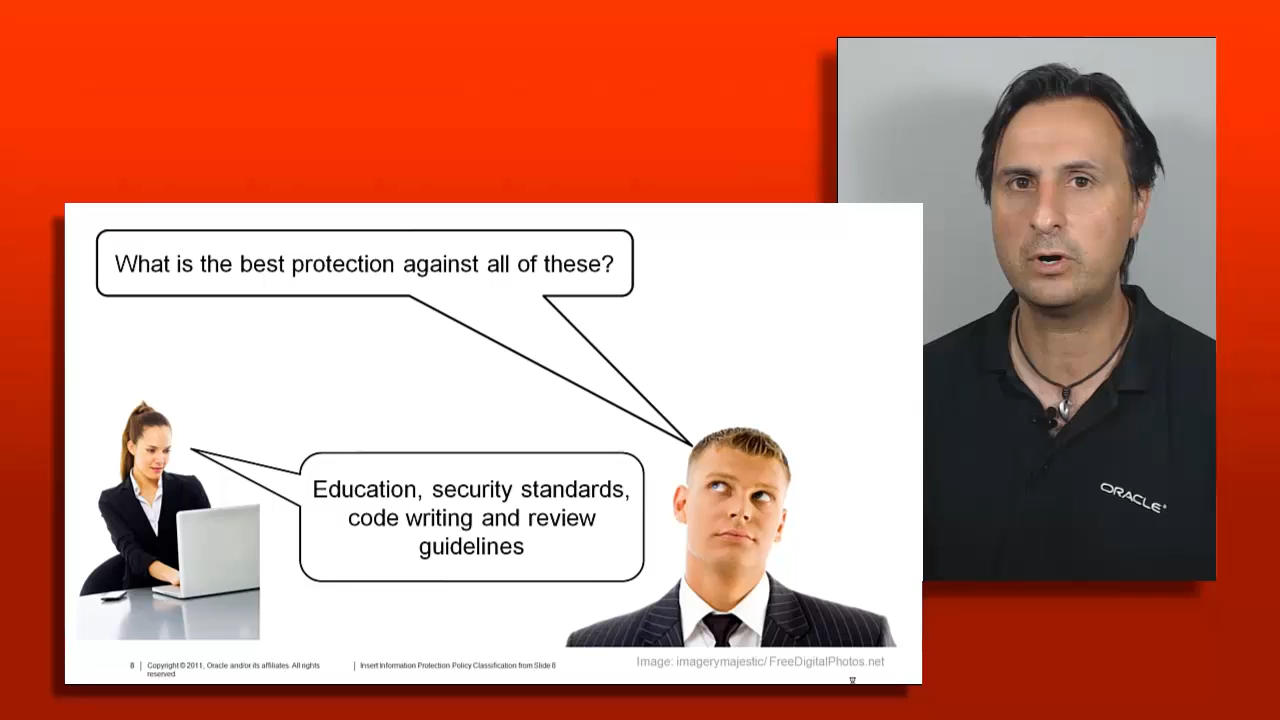 What is the best protection against all of these?
Education, security standards,
code writing and review
guidelines
ORACLE®
8 | Copyright © 2011, Oracle and/or its affiliates. All rights
reserved
| Insert Information Protection Policy Classification from Slide 8
Image: imagerymajestic/ FreeDigitalPhotos.net